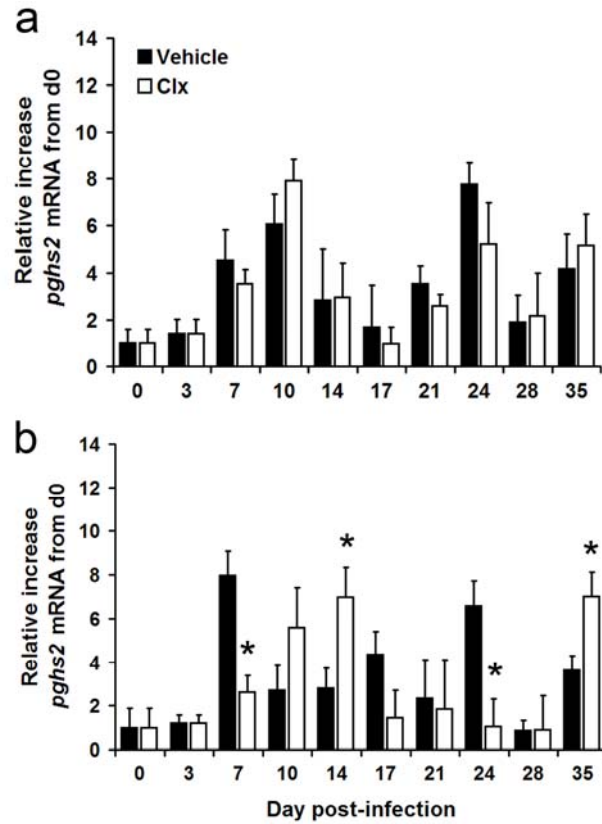 a
14
12
10
8
6
4
2
0
Relative increase
pghs2 mRNA from d0
Vehicle
Clx
0 3 7 10 14 17 21 24 28 35
b
14
12
10
8
6
4
2
0
Relative increase
pghs2 mRNA from d0
* * * *
0 3 7 10 14 17 21 24 28 35
Day post-infection